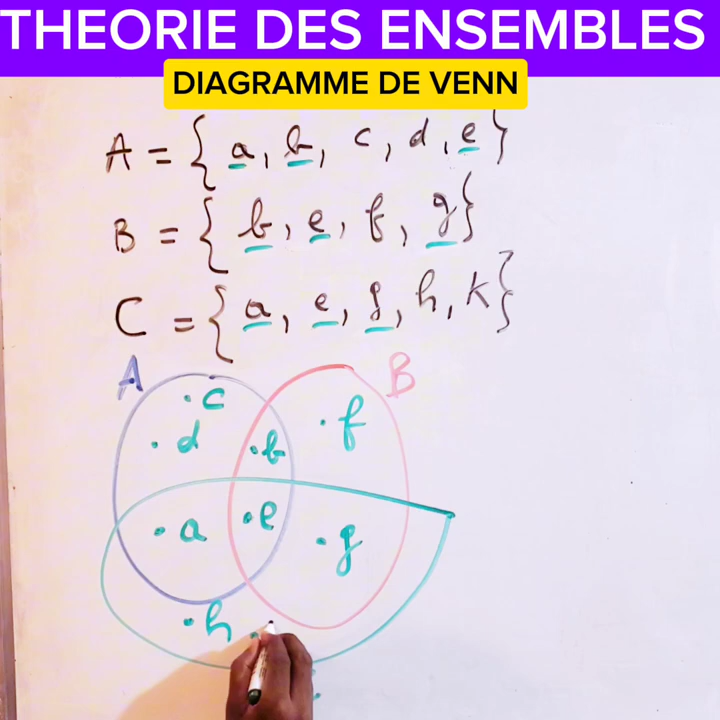 THEORIE DES ENSEMBLES
DIAGRAMME DE VENN
A = { a, b, c, d, e }
B = { b, e, f, g }
C = { a, e, g, h, k }
A
B
c
d
b
f
a
e
g
h